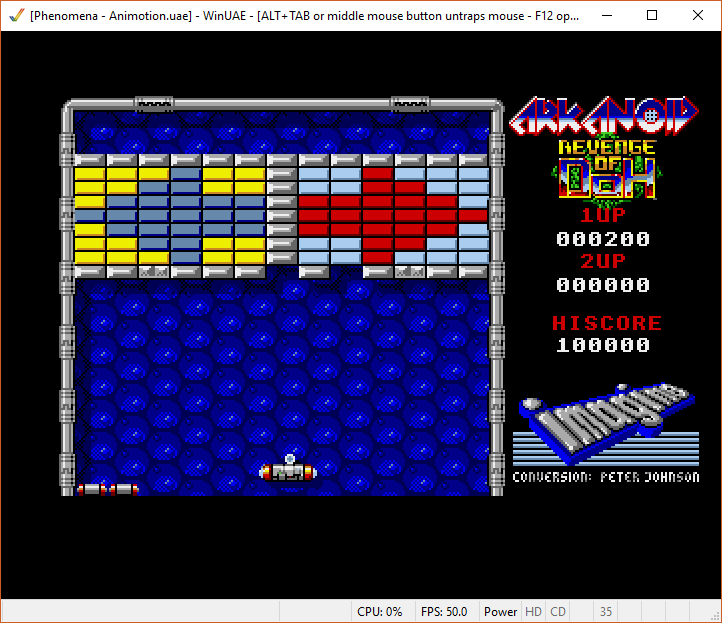 [Phenomena - Animotion.uae] - WinUAE - [ALT+TAB or middle mouse button untraps mouse - F12 op...
ARKANOID
REVENGE
OF
DOH
1UP
000200
2UP
000000
HISCORE
100000
Imagine
CONVERSION: PETER JOHNSON
CPU: 0%
FPS: 50.0
Power
HD
CD
35